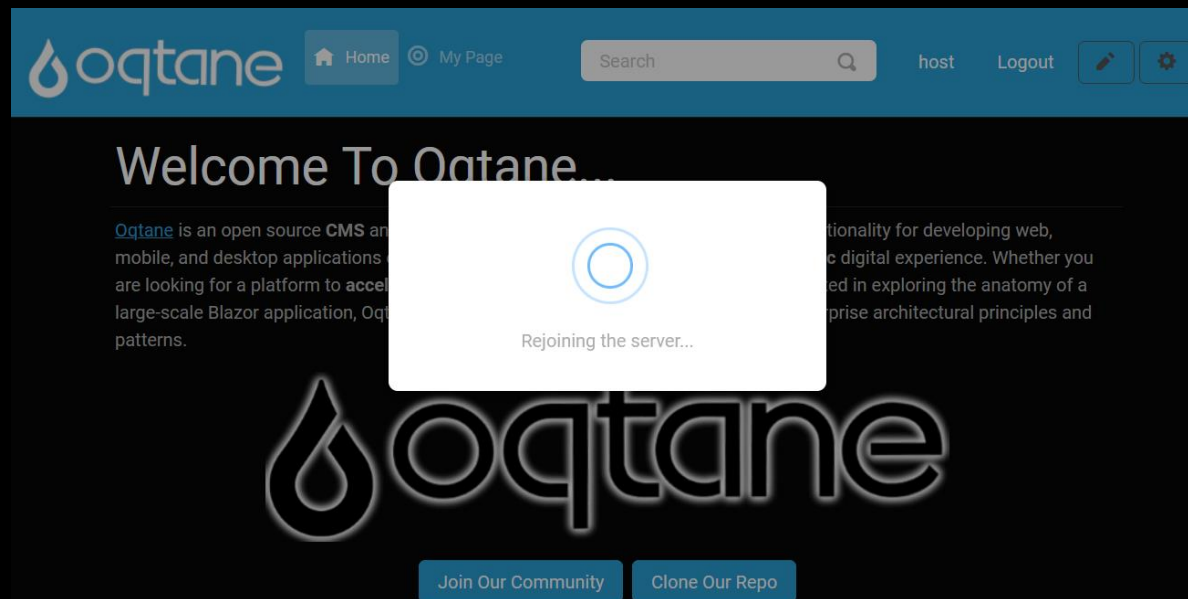 oqtane
Home
My Page
Search
host
Logout
Welcome To Oqtane...
Oqtane is an open source CMS an
tionality for developing web,
mobile, and desktop applications
c digital experience. Whether you
are looking for a platform to accel
ed in exploring the anatomy of a
large-scale Blazor application, Oqt
rprise architectural principles and
patterns.
Rejoining the server...
oqtane
Join Our Community
Clone Our Repo